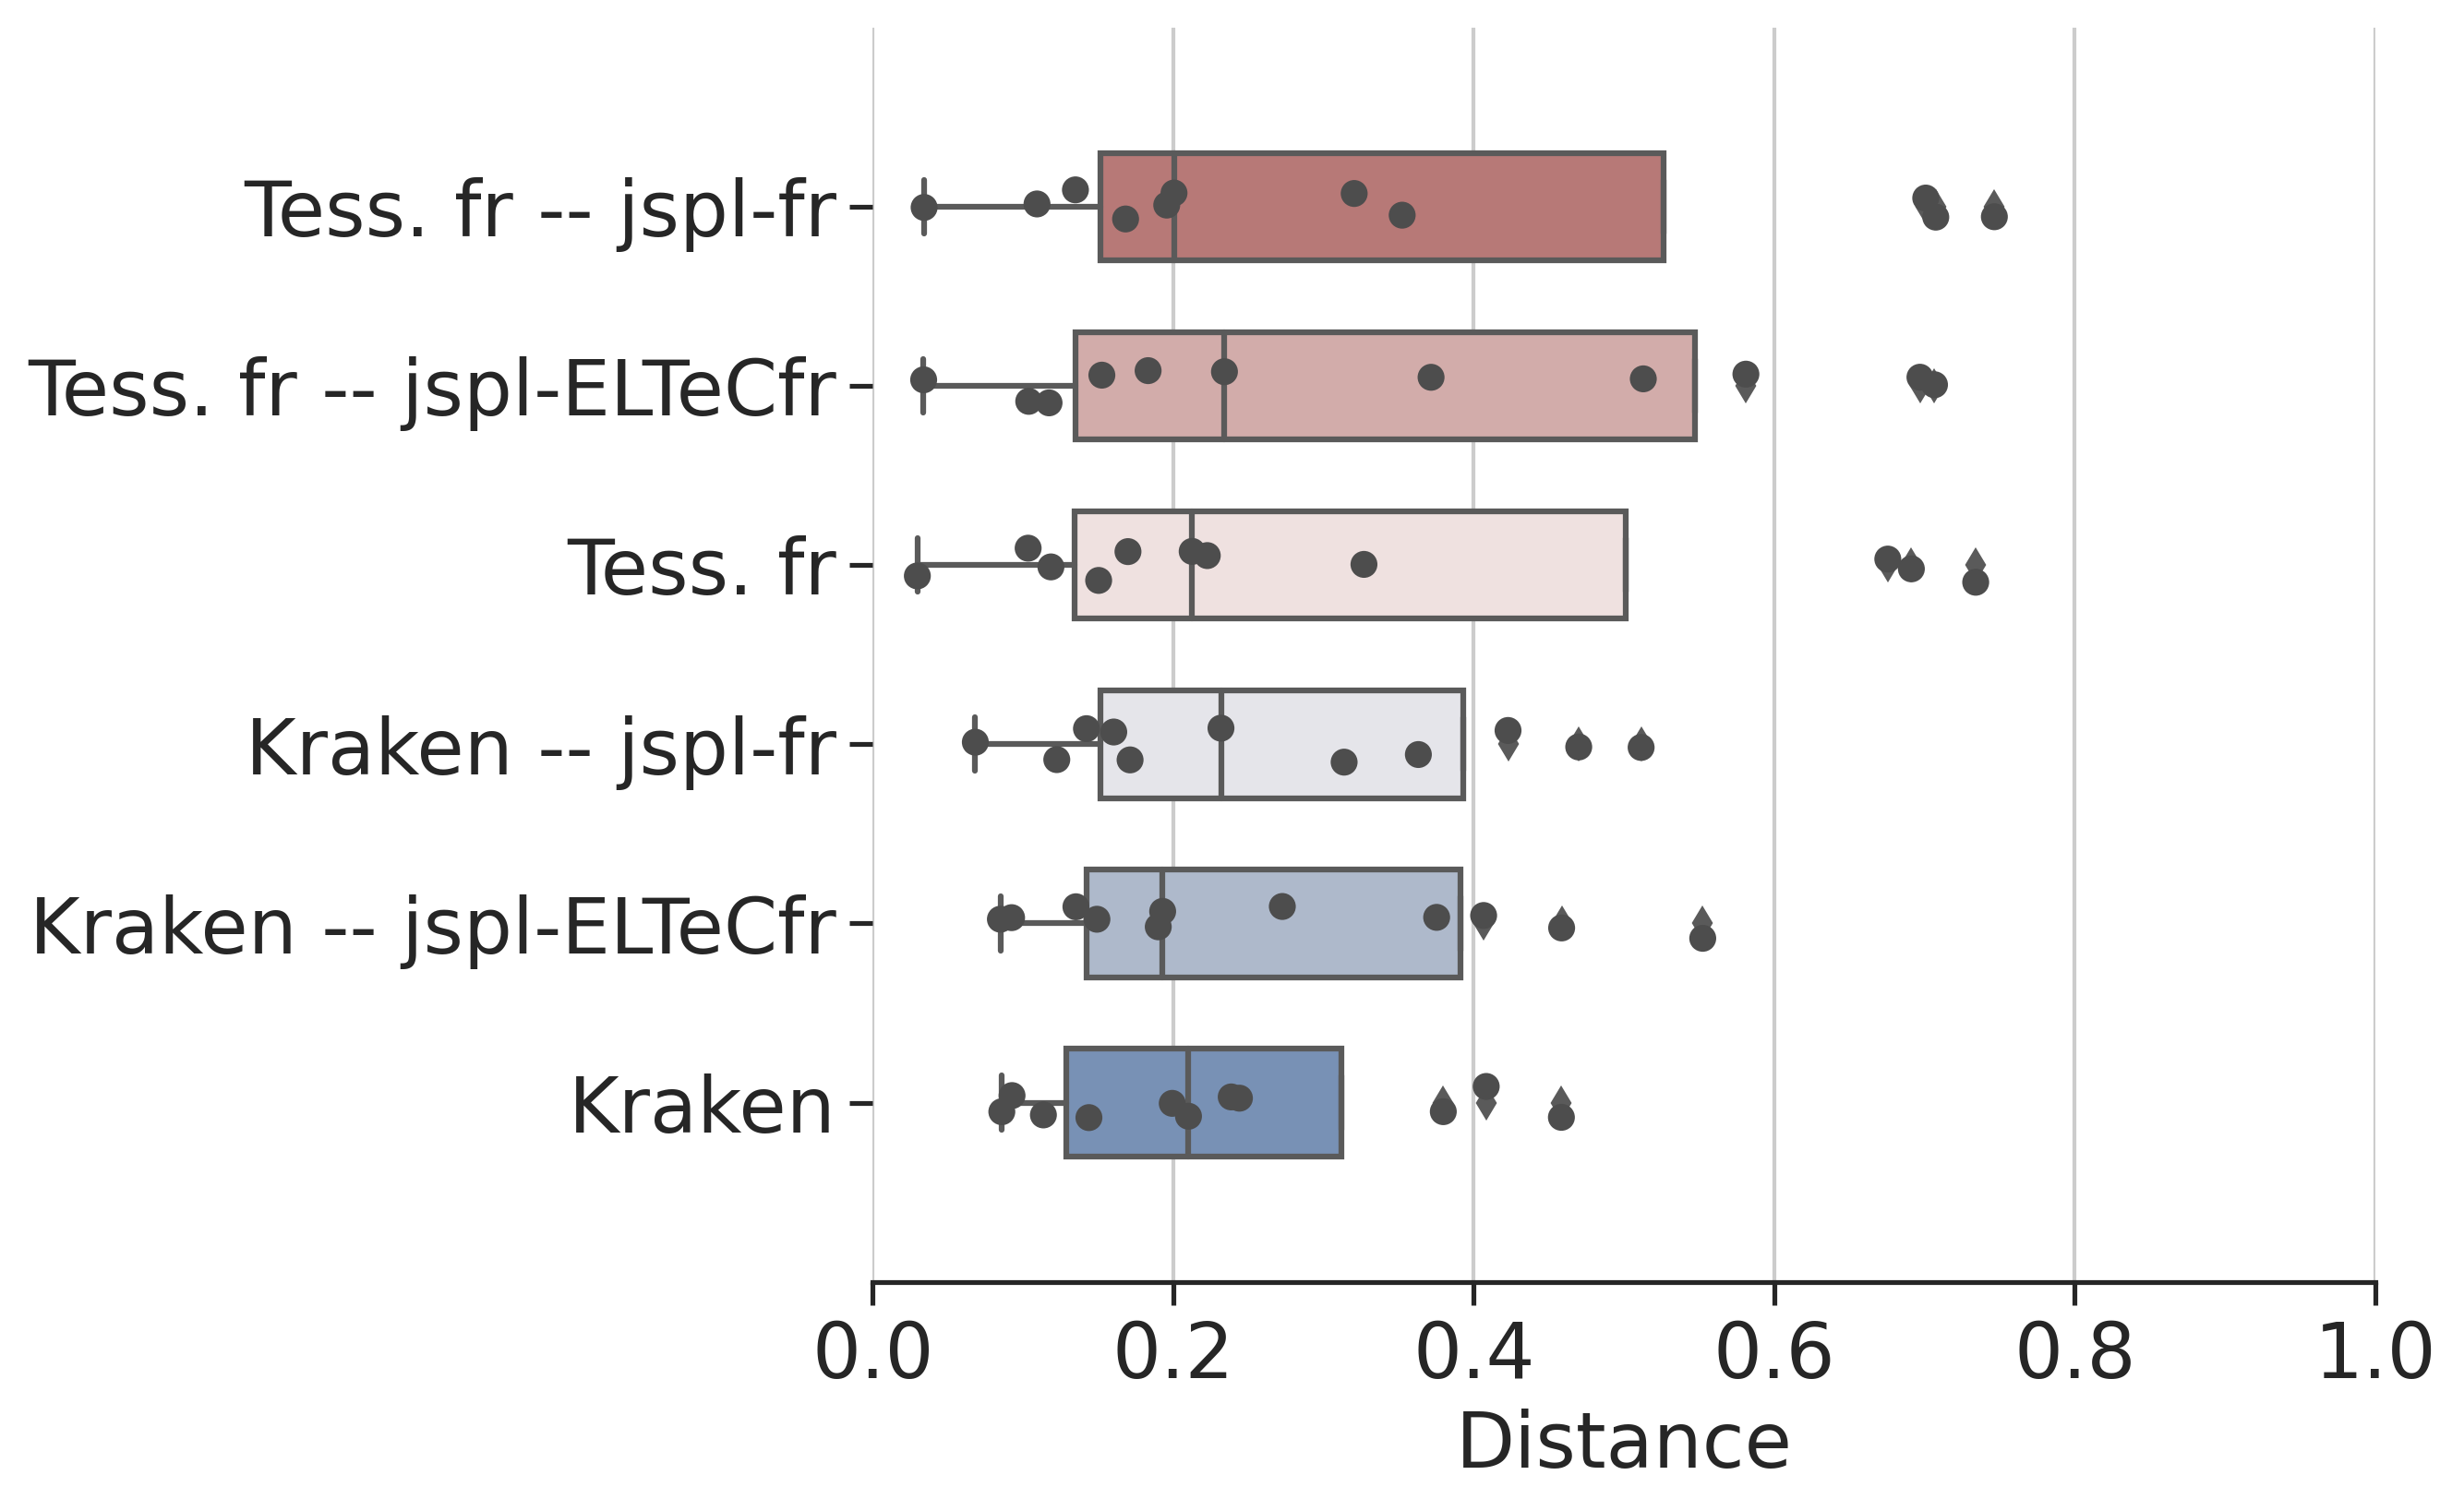 Tess. fr -- jspl-fr
Tess. fr -- jspl-ELTeCfr
Tess. fr
Kraken -- jspl-fr
Kraken -- jspl-ELTeCfr
Kraken
0.0 0.2 0.4 0.6 0.8 1.0
Distance